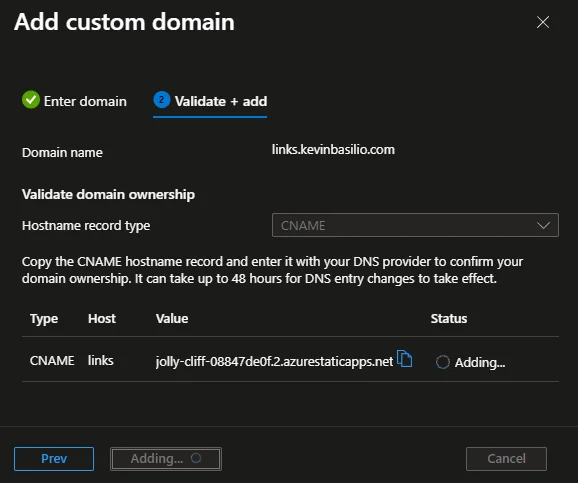 Add custom domain
Enter domain
2 Validate + add
Domain name links.kevinbasilio.com
Validate domain ownership
Hostname record type CNAME
Copy the CNAME hostname record and enter it with your DNS provider to confirm your
domain ownership. It can take up to 48 hours for DNS entry changes to take effect.
Type Host Value Status
CNAME links jolly-cliff-08847de0f.2.azurestaticapps.net Adding...
Prev Adding... Cancel